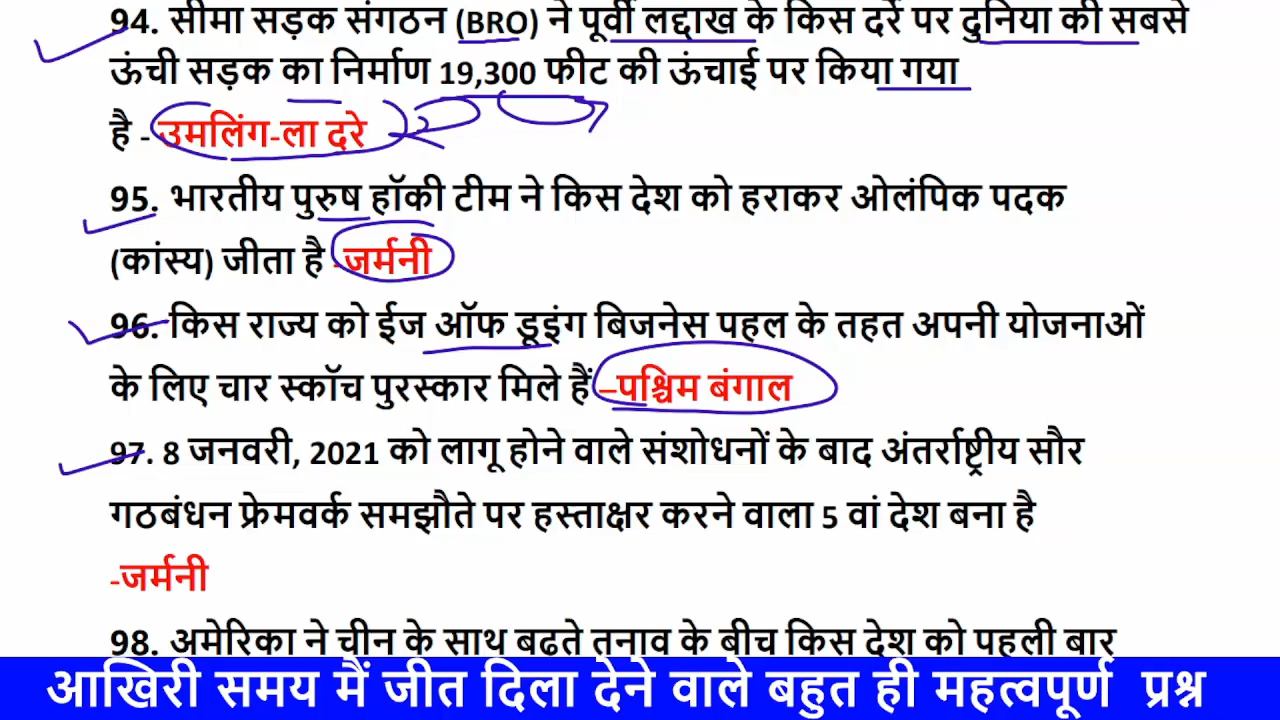 94. सीमा सड़क संगठन (BRO) ने पूर्वी लद्दाख के किस दर्रे पर दुनिया की सबसे
ऊंची सड़क का निर्माण 19,300 फीट की ऊंचाई पर किया गया
है - उमलिंग-ला दर्रे
95. भारतीय पुरुष हॉकी टीम ने किस देश को हराकर ओलंपिक पदक
(कांस्य) जीता है -जर्मनी
96. किस राज्य को ईज ऑफ डूइंग बिजनेस पहल के तहत अपनी योजनाओं
के लिए चार स्कॉच पुरस्कार मिले हैं –पश्चिम बंगाल
97. 8 जनवरी, 2021 को लागू होने वाले संशोधनों के बाद अंतर्राष्ट्रीय सौर
गठबंधन फ्रेमवर्क समझौते पर हस्ताक्षर करने वाला 5 वां देश बना है
-जर्मनी
98. अमेरिका ने चीन के साथ बढ़ते तनाव के बीच किस देश को पहली बार
आखिरी समय मैं जीत दिला देने वाले बहुत ही महत्वपूर्ण प्रश्न